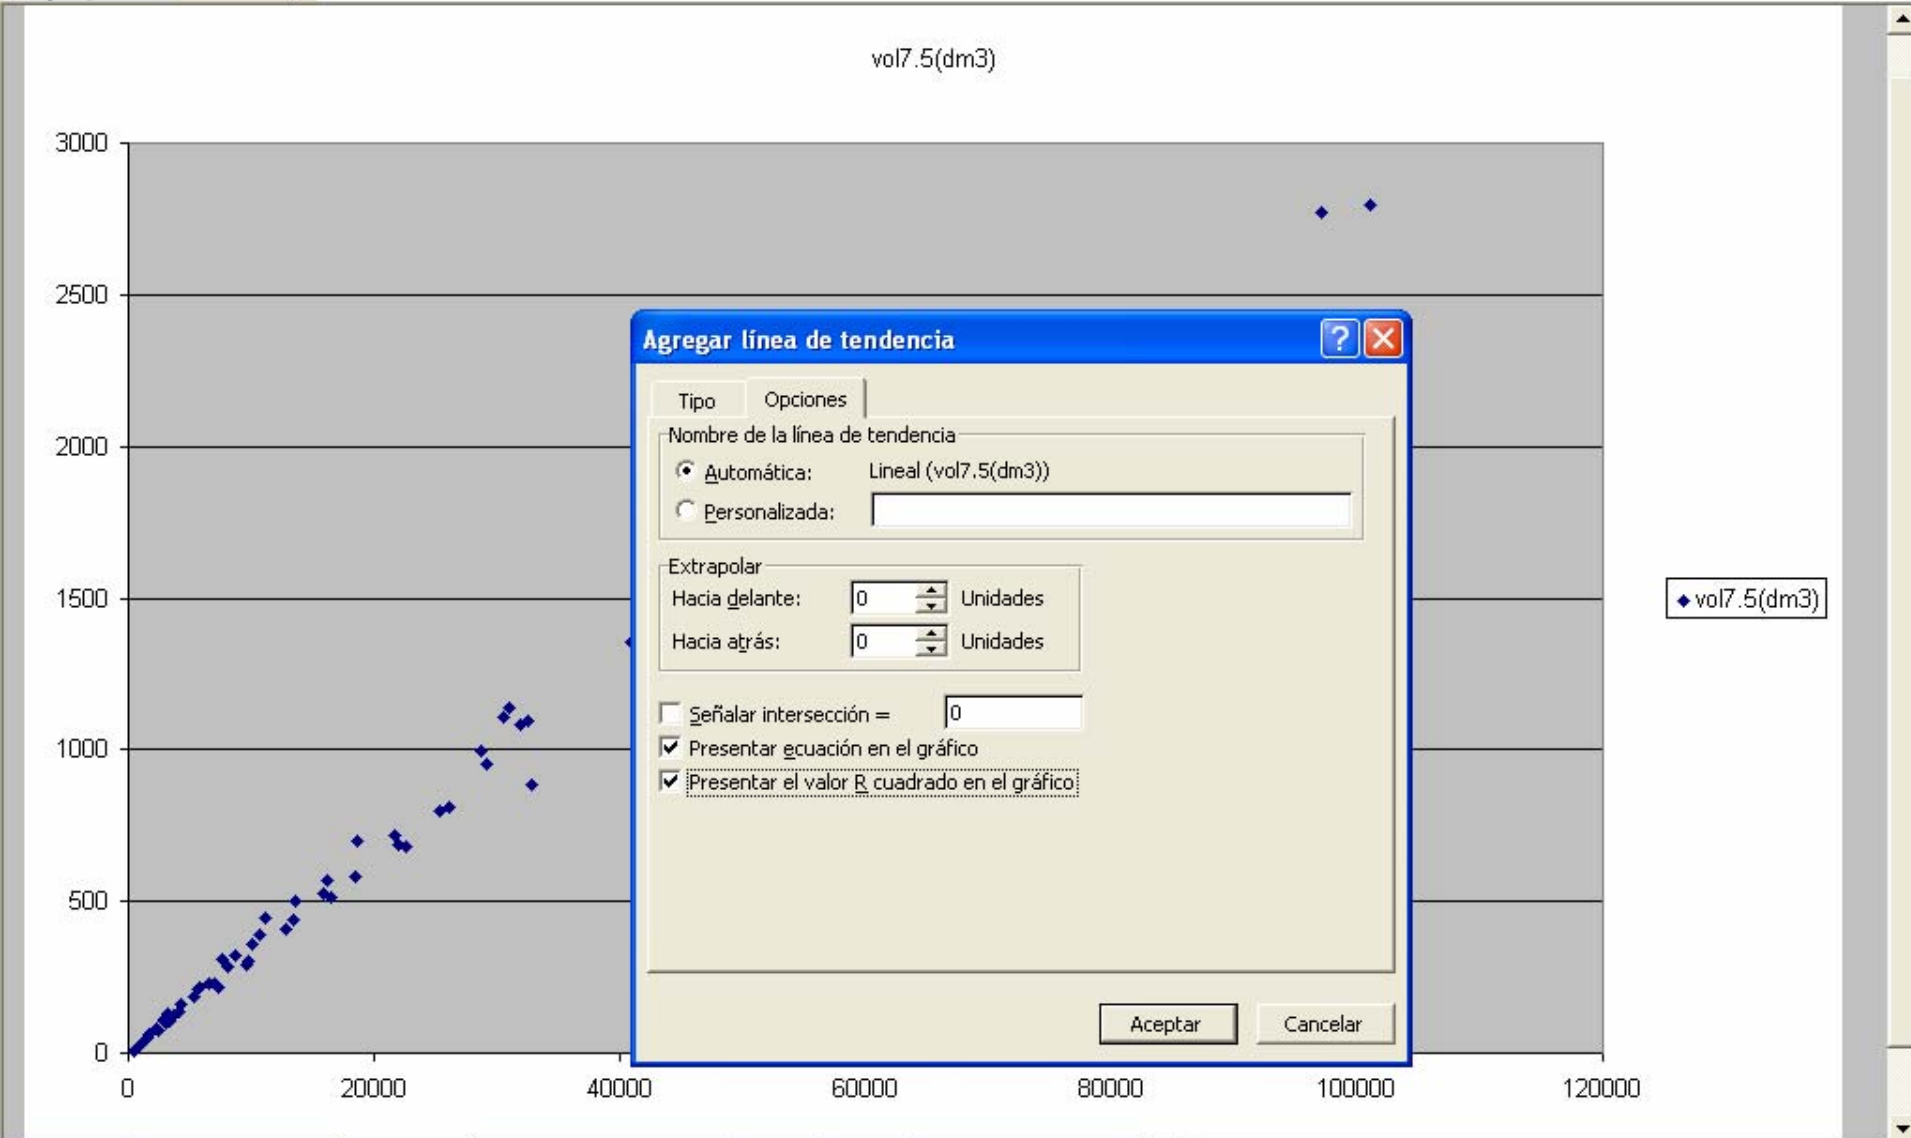 vol7.5(dm3)
3000
2500
2000
1500
1000
500
0
0 20000 40000 60000 80000 100000 120000
vol7.5(dm3)
Agregar línea de tendencia
Tipo Opciones
Nombre de la línea de tendencia
Automática: Lineal (vol7.5(dm3))
Personalizada:
Extrapolar
Hacia delante: 0 Unidades
Hacia atrás: 0 Unidades
Señalar intersección = 0
Presentar ecuación en el gráfico
Presentar el valor R cuadrado en el gráfico
Aceptar Cancelar